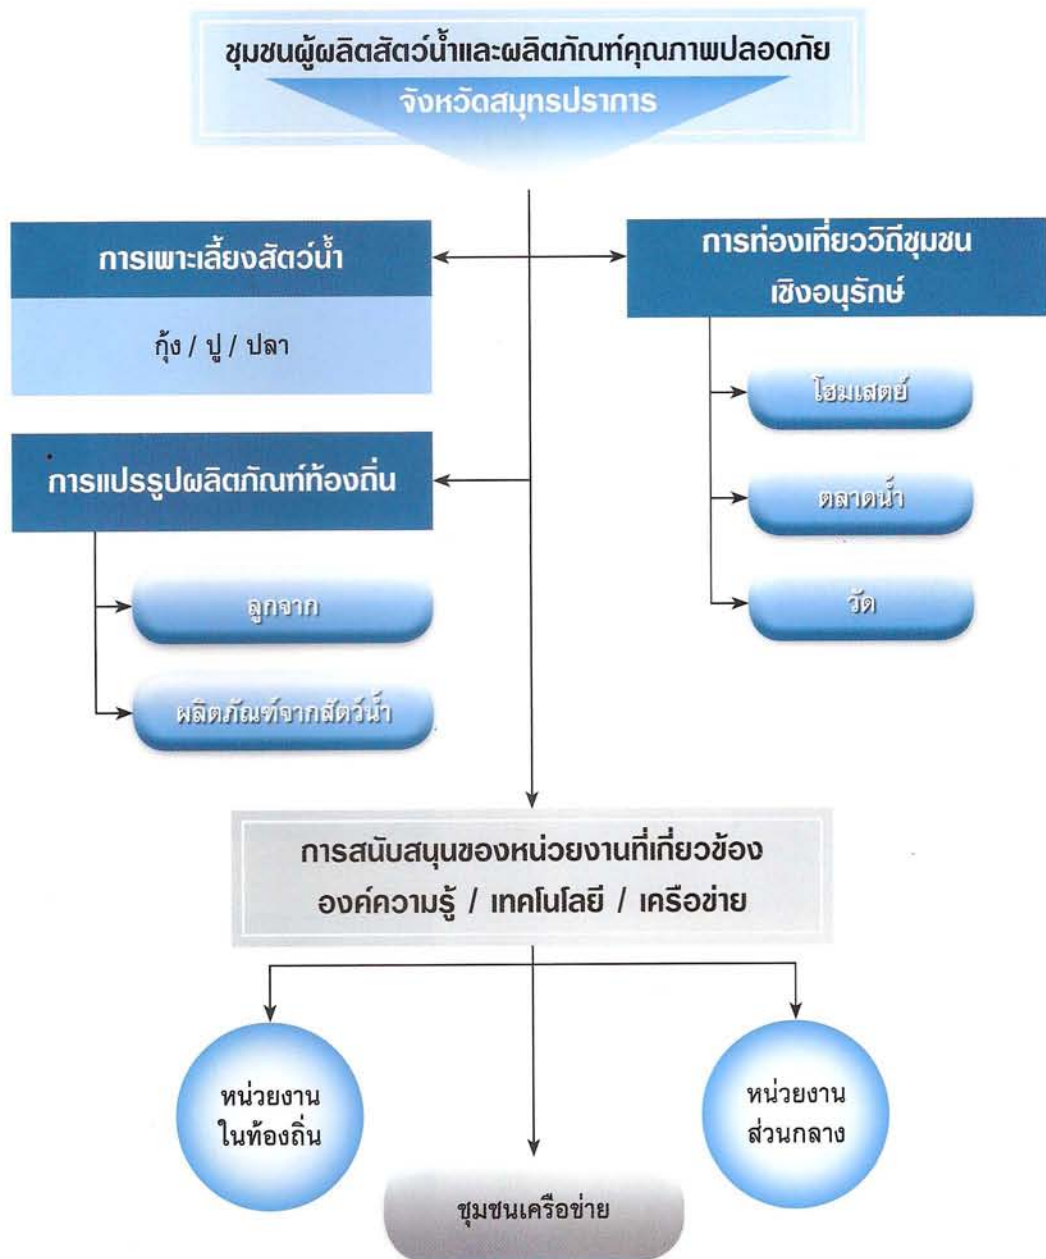 ชุมชนผู้ผลิตสัตว์น้ำและผลิตภัณฑ์คุณภาพปลอดภัย
จังหวัดสมุทรปราการ
การเพาะเลี้ยงสัตว์น้ำ
กุ้ง / ปู / ปลา
การท่องเที่ยววิถีชุมชน
เชิงอนุรักษ์
โฮมเสตย์
ตลาดน้ำ
วัด
การแปรรูปผลิตภัณฑ์ท้องถิ่น
ลูกจาก
ผลิตภัณฑ์จากสัตว์น้ำ
การสนับสนุนของหน่วยงานที่เกี่ยวข้อง
องค์ความรู้ / เทคโนโลยี / เครือข่าย
หน่วยงาน
ในท้องถิ่น
หน่วยงาน
ส่วนกลาง
ชุมชนเครือข่าย